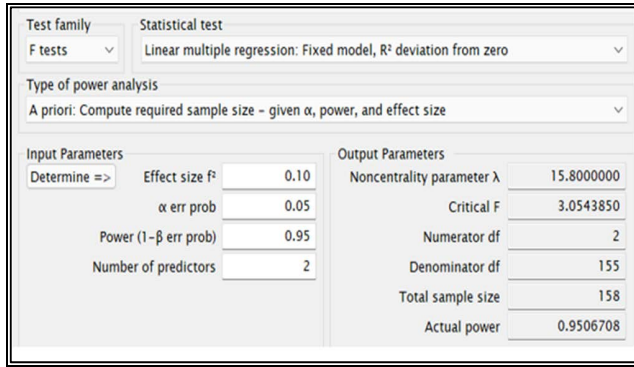 Test family
Statistical test
F tests
Linear multiple regression: Fixed model, R² deviation from zero
Type of power analysis
A priori: Compute required sample size – given α, power, and effect size
Input Parameters
Determine =>
Effect size f²
0.10
α err prob
0.05
Power (1-β err prob)
0.95
Number of predictors
2
Output Parameters
Noncentrality parameter λ
15.8000000
Critical F
3.0543850
Numerator df
2
Denominator df
155
Total sample size
158
Actual power
0.9506708